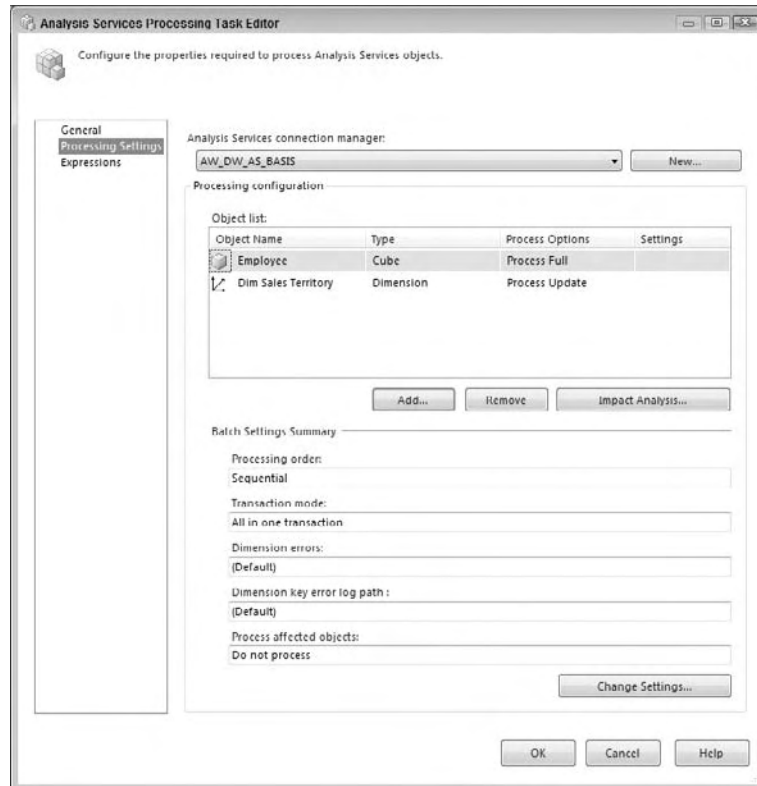 Analysis Services Processing Task Editor
Configure the properties required to process Analysis Services objects.
General
Processing Settings
Expressions
Analysis Services connection manager:
AW_DW_AS_BASIS
New...
Processing configuration
Object list:
Object Name Type Process Options Settings
Employee Cube Process Full
Dim Sales Territory Dimension Process Update
Add... Remove Impact Analysis...
Batch Settings Summary
Processing order:
Sequential
Transaction mode:
All in one transaction
Dimension errors:
(Default)
Dimension key error log path :
(Default)
Process affected objects:
Do not process
Change Settings...
OK Cancel Help